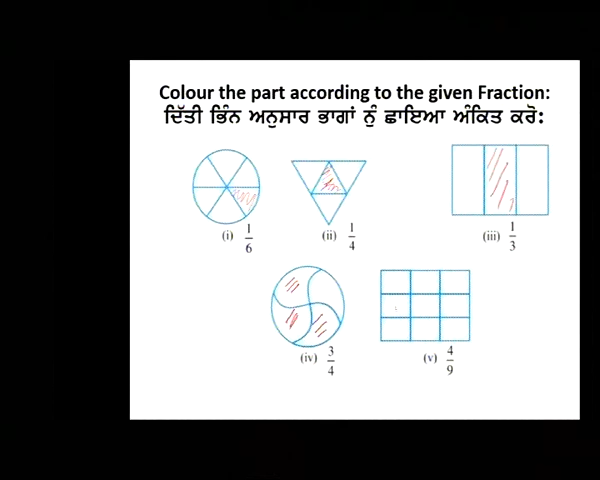 Colour the part according to the given Fraction:
ਦਿੱਤੀ ਭਿੰਨ ਅਨੁਸਾਰ ਭਾਗਾਂ ਨੂੰ ਛਾਇਆ ਅੰਕਿਤ ਕਰੋ:
(i) 1/6 (ii) 1/4 (iii) 1/3
(iv) 3/4 (v) 4/9